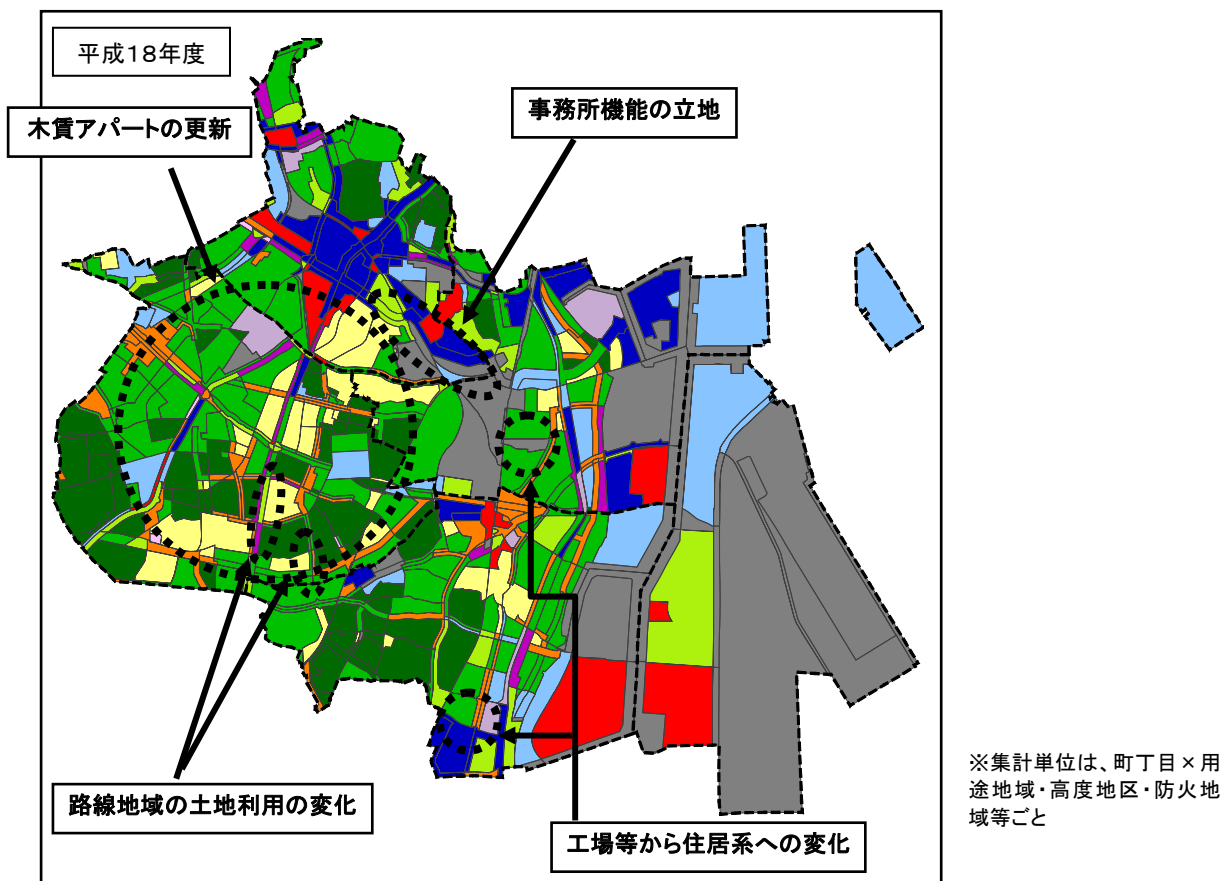 平成18年度
木賃アパートの更新
事務所機能の立地
路線地域の土地利用の変化
工場等から住居系への変化
※集計単位は、町丁目×用
途地域・高度地区・防火地
域等ごと